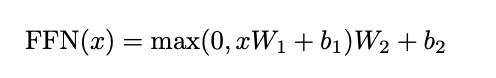 FFN(x) = max(0, xW₁ + b₁)W₂ + b₂